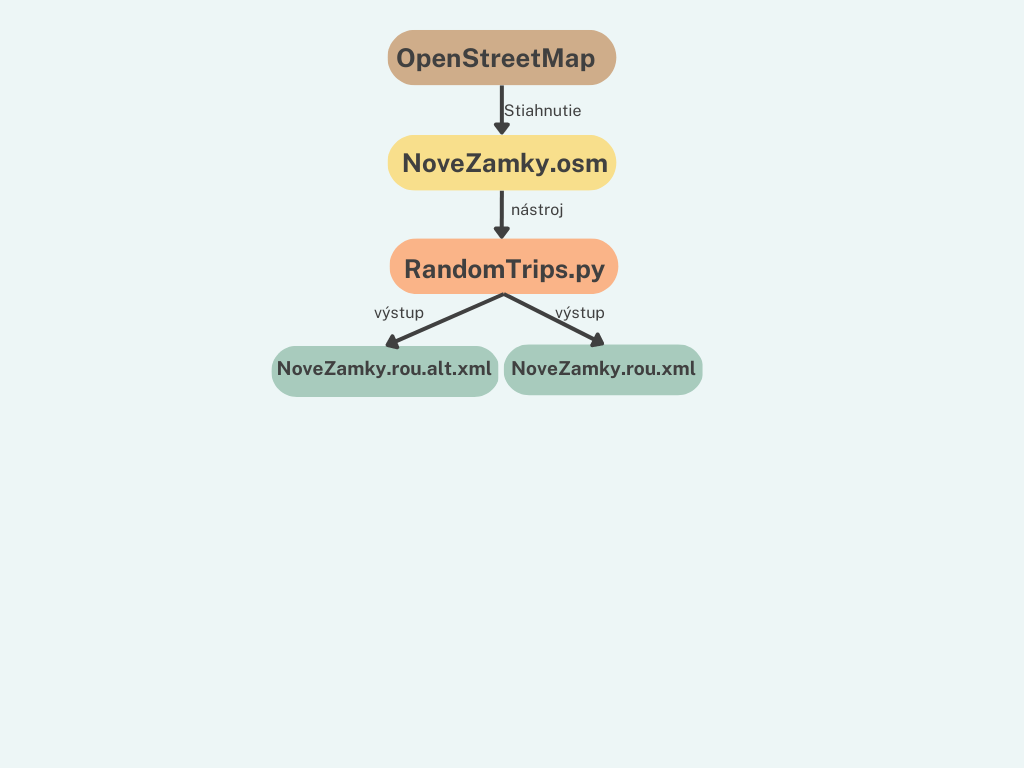 OpenStreetMap
Stiahnutie
NoveZamky.osm
nástroj
RandomTrips.py
výstup
výstup
NoveZamky.rou.alt.xml
NoveZamky.rou.xml